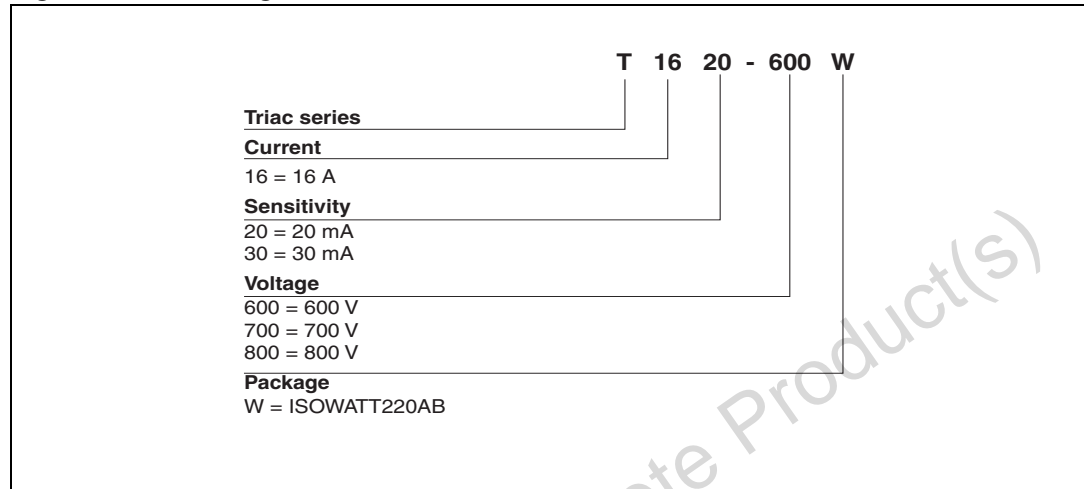 T 16 20 - 600 W
Triac series
Current
16 = 16 A
Sensitivity
20 = 20 mA
30 = 30 mA
Voltage
600 = 600 V
700 = 700 V
800 = 800 V
Package
W = ISOWATT220AB
Product(s)